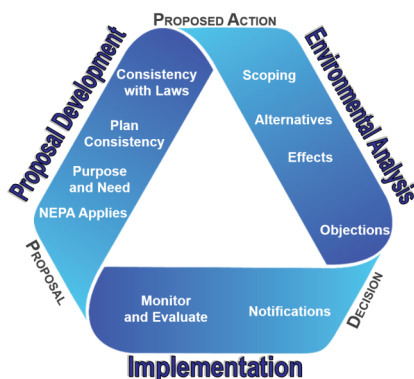 PROPOSED ACTION
Proposal Development
Consistency
with Laws
Plan
Consistency
Purpose
and Need
NEPA Applies
PROPOSAL
Environmental Analysis
Scoping
Alternatives
Effects
Objections
DECISION
Monitor
and Evaluate
Notifications
Implementation